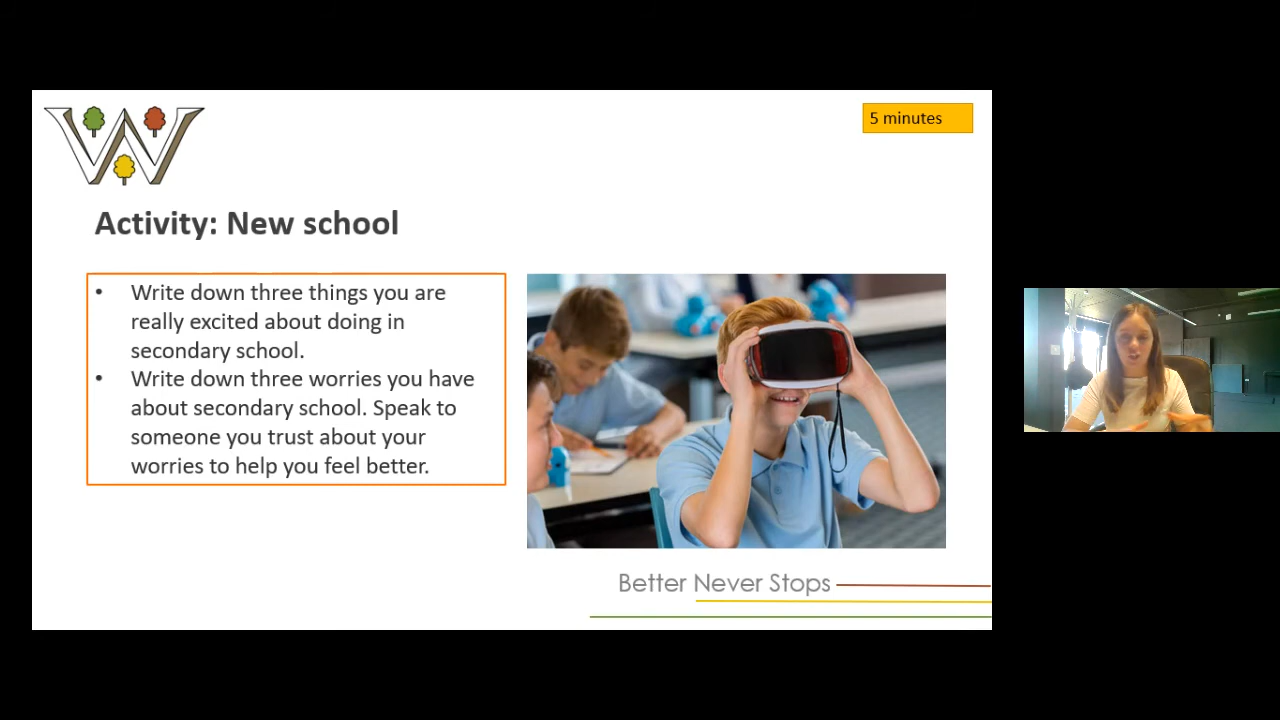 5 minutes
Activity: New school
• Write down three things you are
really excited about doing in
secondary school.
• Write down three worries you have
about secondary school. Speak to
someone you trust about your
worries to help you feel better.
Better Never Stops